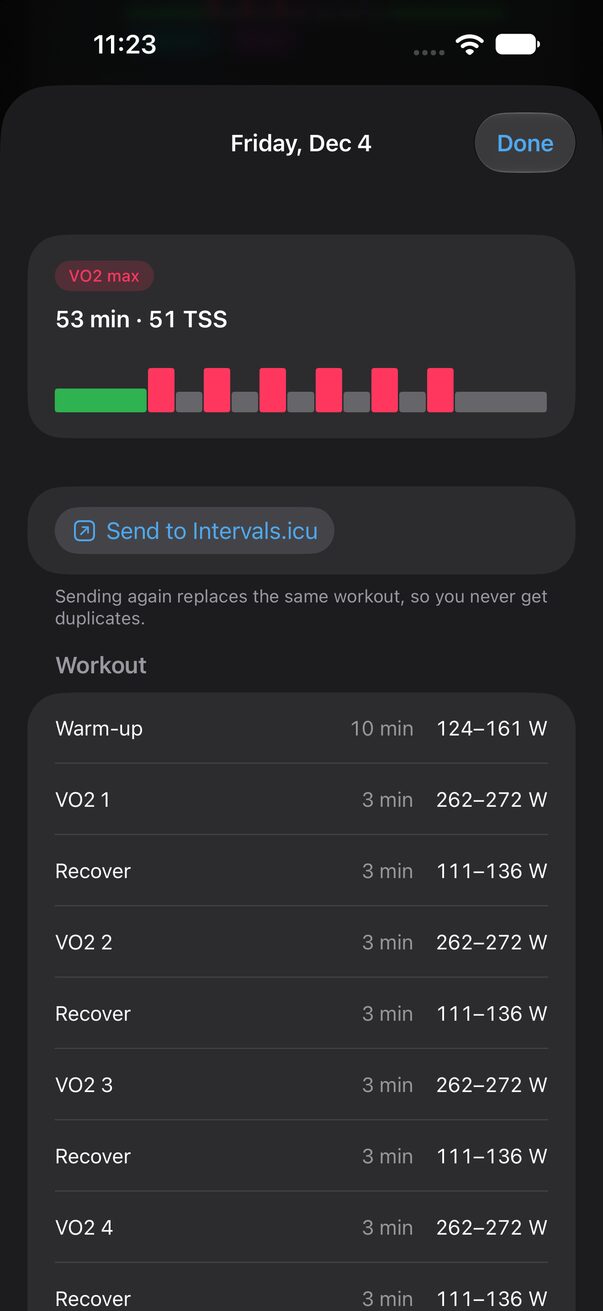 11:23
Friday, Dec 4
Done
VO2 max
53 min · 51 TSS
Send to Intervals.icu
Sending again replaces the same workout, so you never get
duplicates.
Workout
Warm-up 10 min 124–161 W
VO2 1 3 min 262–272 W
Recover 3 min 111–136 W
VO2 2 3 min 262–272 W
Recover 3 min 111–136 W
VO2 3 3 min 262–272 W
Recover 3 min 111–136 W
VO2 4 3 min 262–272 W
Recover 3 min 111–136 W